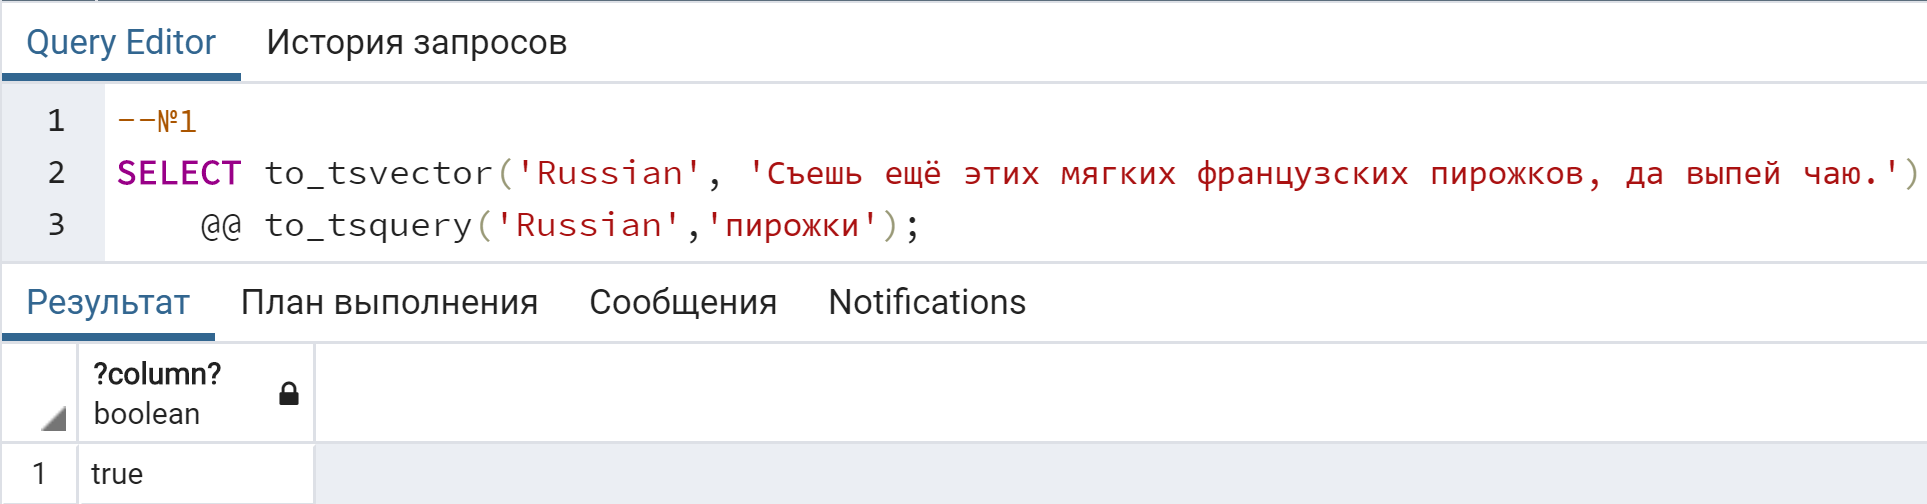 Query Editor История запросов
1 --№1
2 SELECT to_tsvector('Russian', 'Съешь ещё этих мягких французских пирожков, да выпей чаю.')
3 @@ to_tsquery('Russian','пирожки');
Результат План выполнения Сообщения Notifications
?column?
boolean
1 true